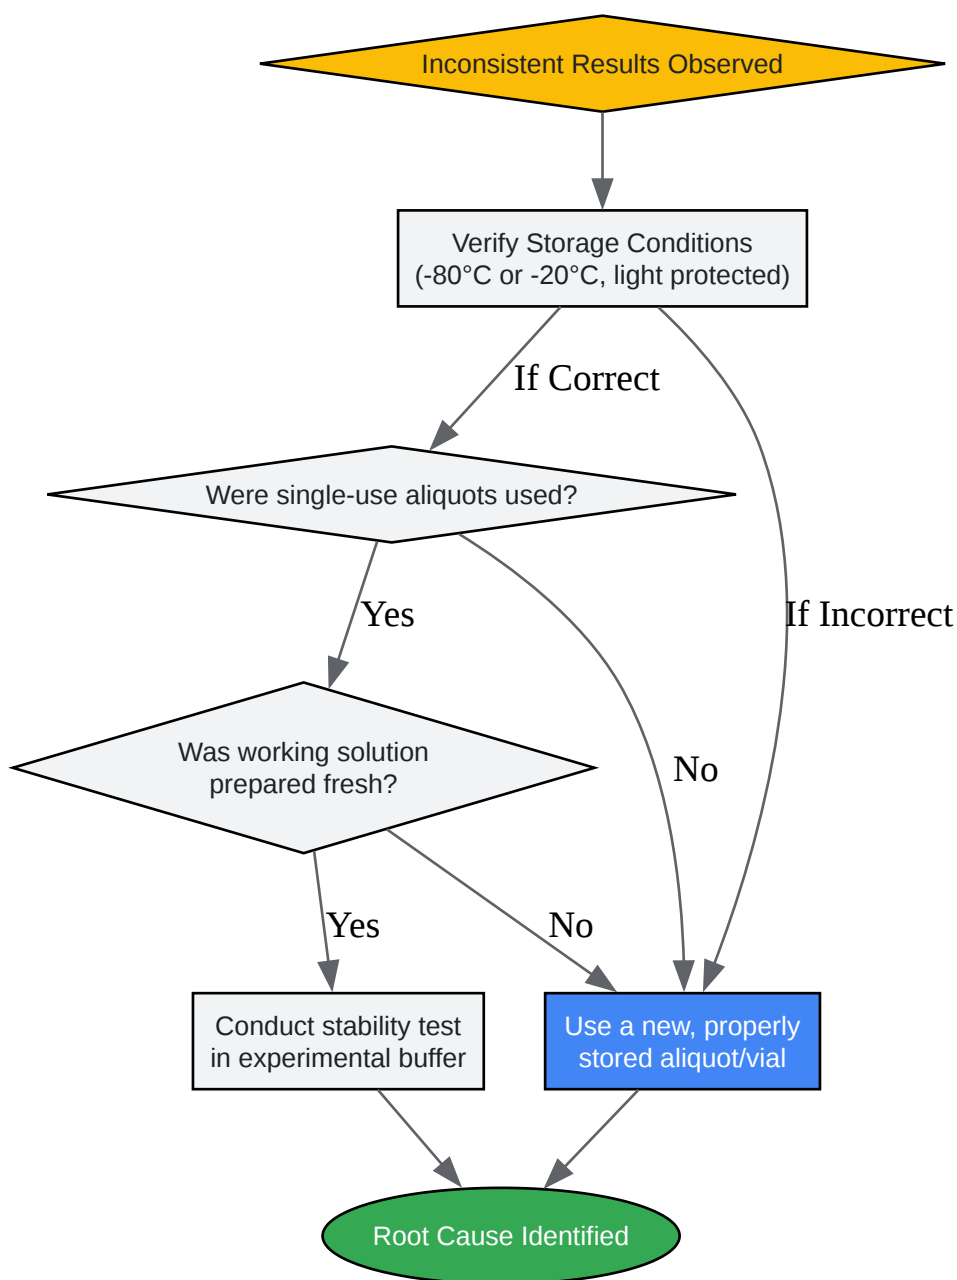 Inconsistent Results Observed
Verify Storage Conditions
(-80°C or -20°C, light protected)
If Correct
Were single-use aliquots used?
Yes
If Incorrect
Was working solution
prepared fresh?
No
Yes
No
Conduct stability test
in experimental buffer
Use a new, properly
stored aliquot/vial
Root Cause Identified